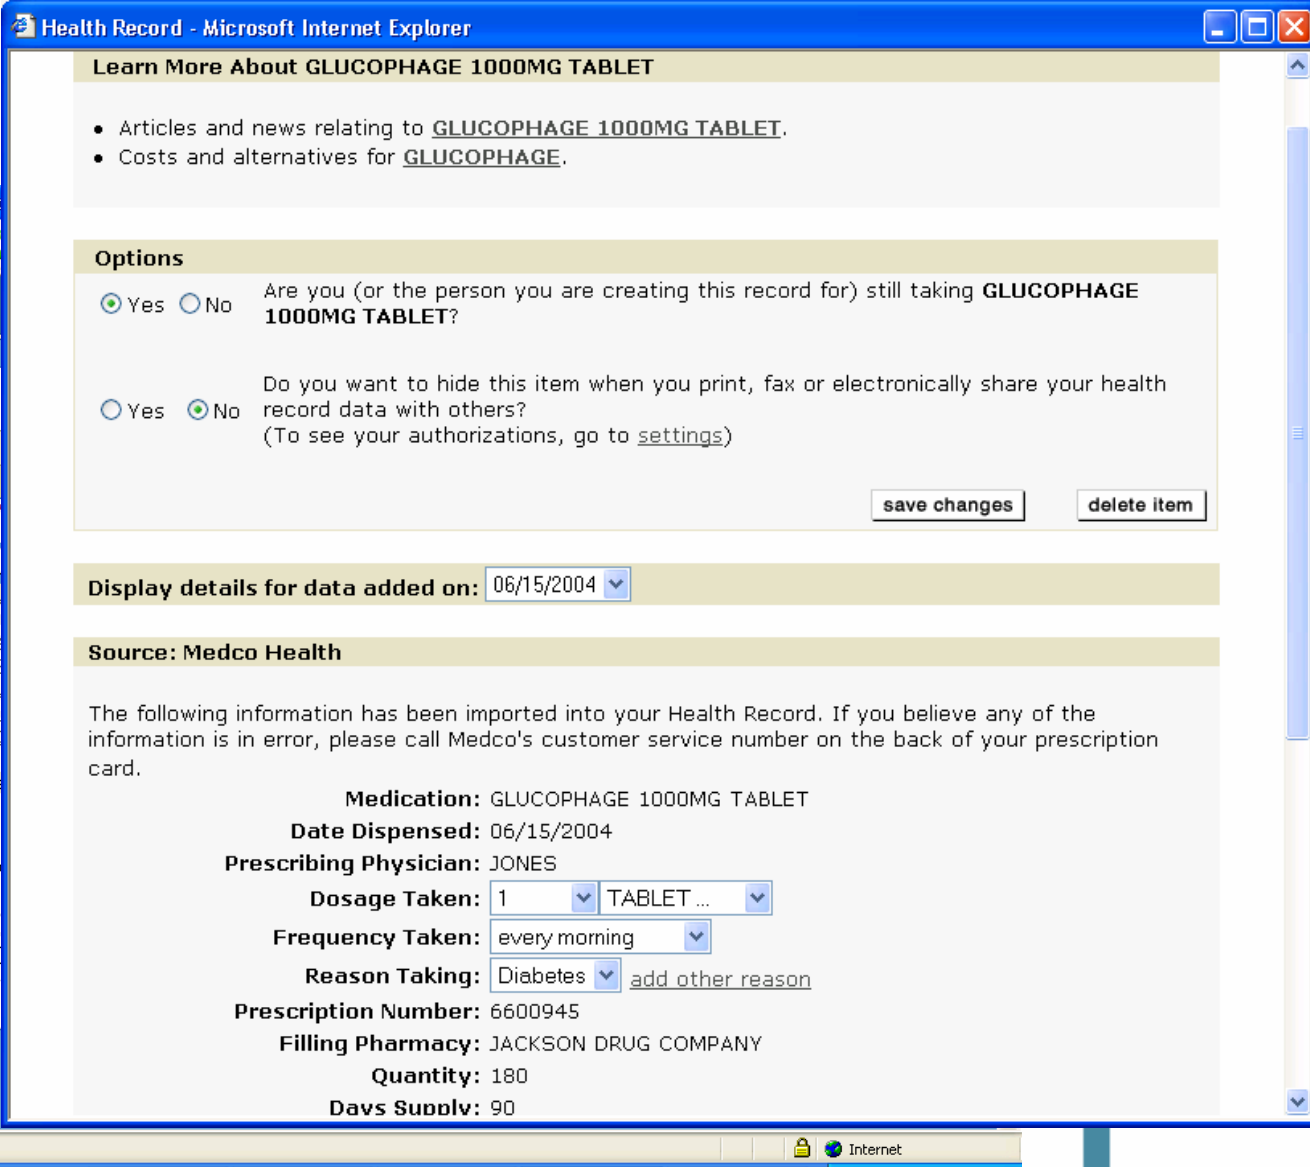 Health Record - Microsoft Internet Explorer
Learn More About GLUCOPHAGE 1000MG TABLET
• Articles and news relating to GLUCOPHAGE 1000MG TABLET.
• Costs and alternatives for GLUCOPHAGE.
Options
Yes No Are you (or the person you are creating this record for) still taking GLUCOPHAGE
1000MG TABLET?
Do you want to hide this item when you print, fax or electronically share your health
Yes No record data with others?
(To see your authorizations, go to settings)
save changes delete item
Display details for data added on: 06/15/2004
Source: Medco Health
The following information has been imported into your Health Record. If you believe any of the
information is in error, please call Medco's customer service number on the back of your prescription
card.
Medication: GLUCOPHAGE 1000MG TABLET
Date Dispensed: 06/15/2004
Prescribing Physician: JONES
Dosage Taken: 1 TABLET ...
Frequency Taken: every morning
Reason Taking: Diabetes add other reason
Prescription Number: 6600945
Filling Pharmacy: JACKSON DRUG COMPANY
Quantity: 180
Days Supply: 90
Internet